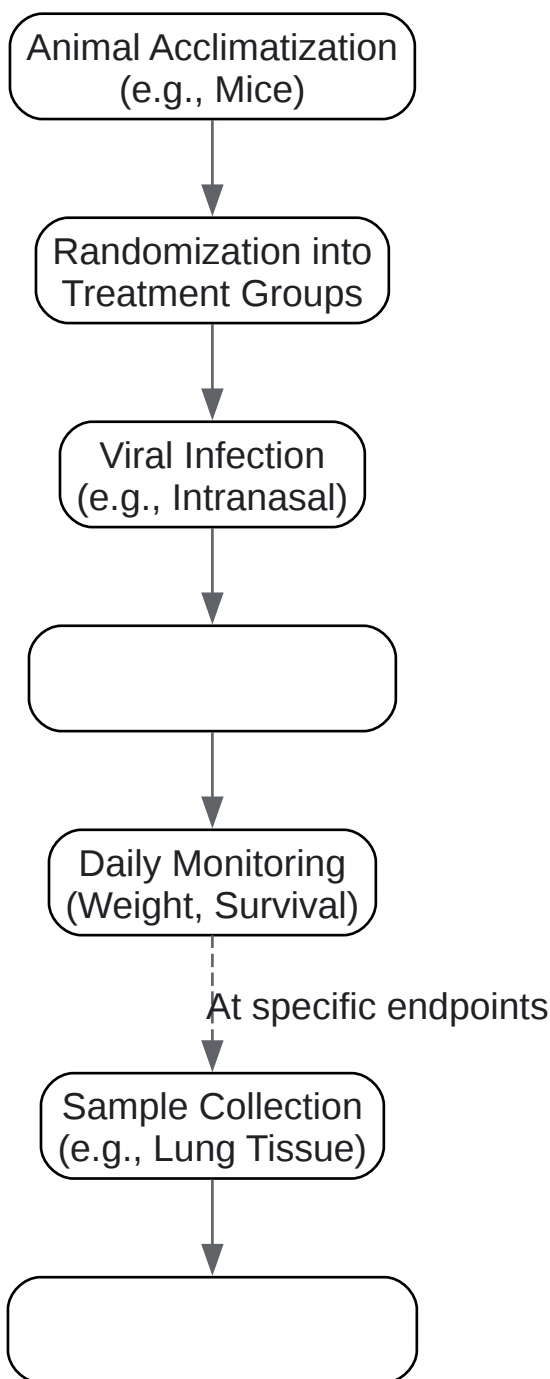 Animal Acclimatization
(e.g., Mice)
Randomization into
Treatment Groups
Viral Infection
(e.g., Intranasal)
Daily Monitoring
(Weight, Survival)
At specific endpoints
Sample Collection
(e.g., Lung Tissue)